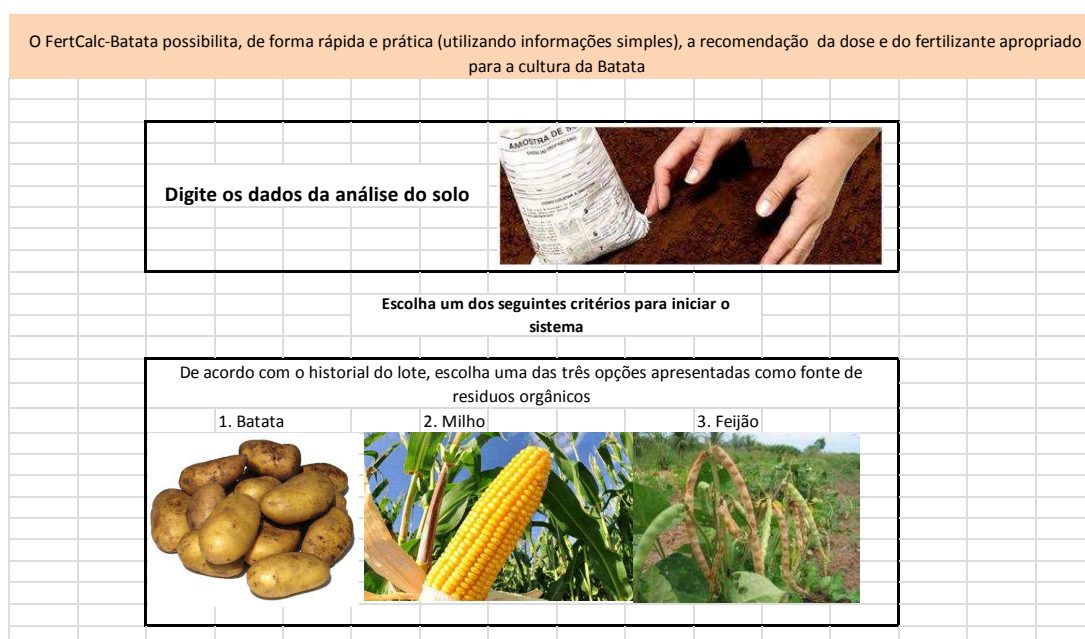 O FertCalc-Batata possibilita, de forma rápida e prática (utilizando informações simples), a recomendação da dose e do fertilizante apropriado
para a cultura da Batata
AMOSTRA DE
Digite os dados da análise do solo
Escolha um dos seguintes critérios para iniciar o
sistema
De acordo com o historial do lote, escolha uma das três opções apresentadas como fonte de
residuos orgânicos
1. Batata 2. Milho 3. Feijão